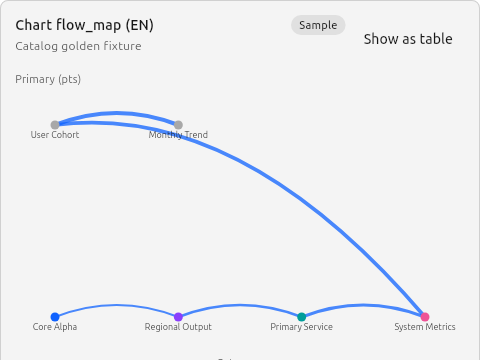 Chart flow_map (EN)
Sample
Show as table
Catalog golden fixture
Primary (pts)
User Cohort
Monthly Trend
Core Alpha
Regional Output
Primary Service
System Metrics